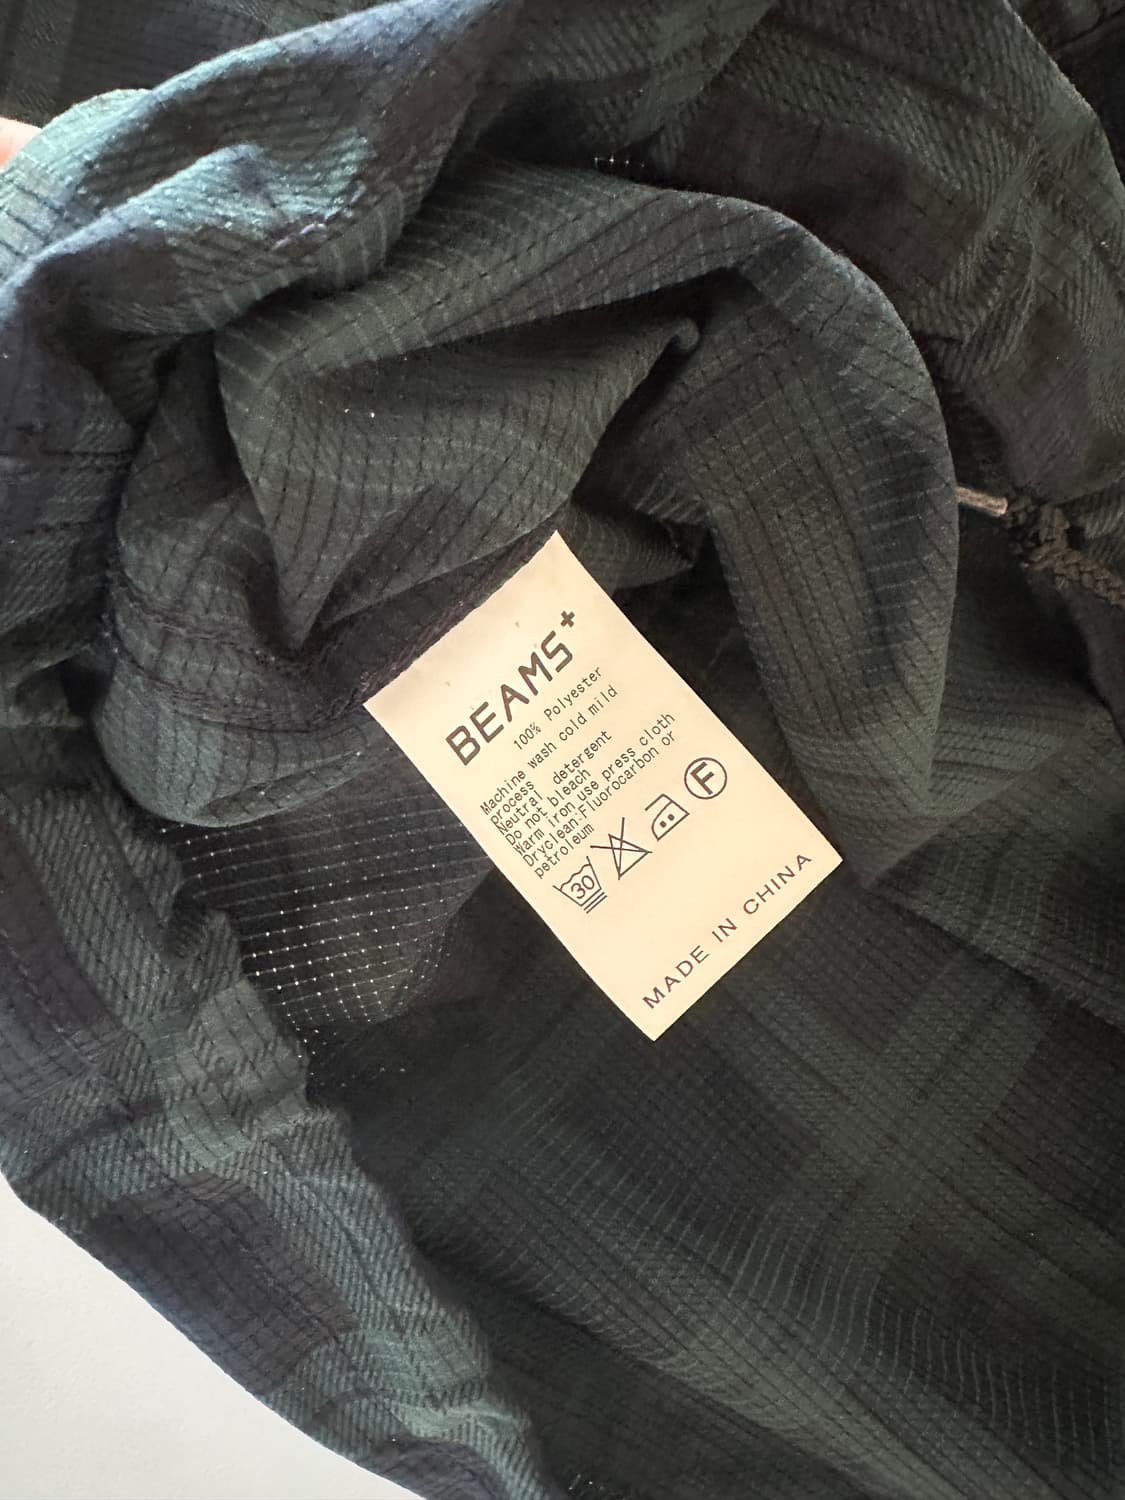 BEAMS+
100% Polyester
Machine wash cold mild
process
Neutral detergent
Do not bleach
Warm iron use press cloth
Dryclean:Fluorocarbon or
petroleum
30 F
MADE IN CHINA